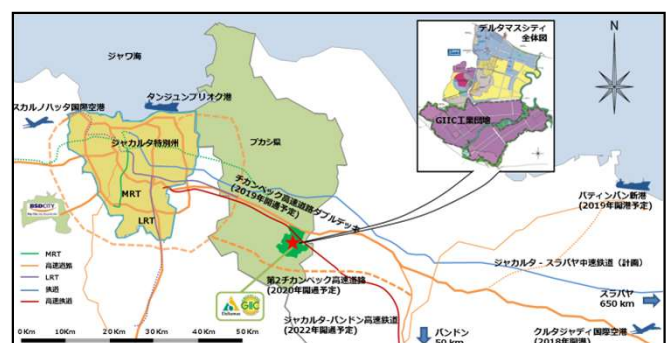 デルタマスシティ
全体図
GIIC工業団地
N
ジャワ海
タンジュンプリオク港
スカルノハッタ国際空港
ジャカルタ特別州
ブカシ県
MRT
LRT
BSDCITY
チカンペック高速道路ダブルデッキ
(2019年開通予定)
パティンバン新港
(2019年開港予定)
ジャカルタ - スラバヤ中速鉄道（計画）
スラバヤ
650 km
MRT
高速道路
LRT
鉄道
高速鉄道
第2チカンペック高速道路
(2020年開通予定)
Deltamas
GIIC
ジャカルタ-バンドン高速鉄道
(2022年開通予定)
バンドン
50 km
クルタジャティ国際空港
(2018年開港)
0 Km
10Km
20 Km
30 Km
40 Km
50 Km